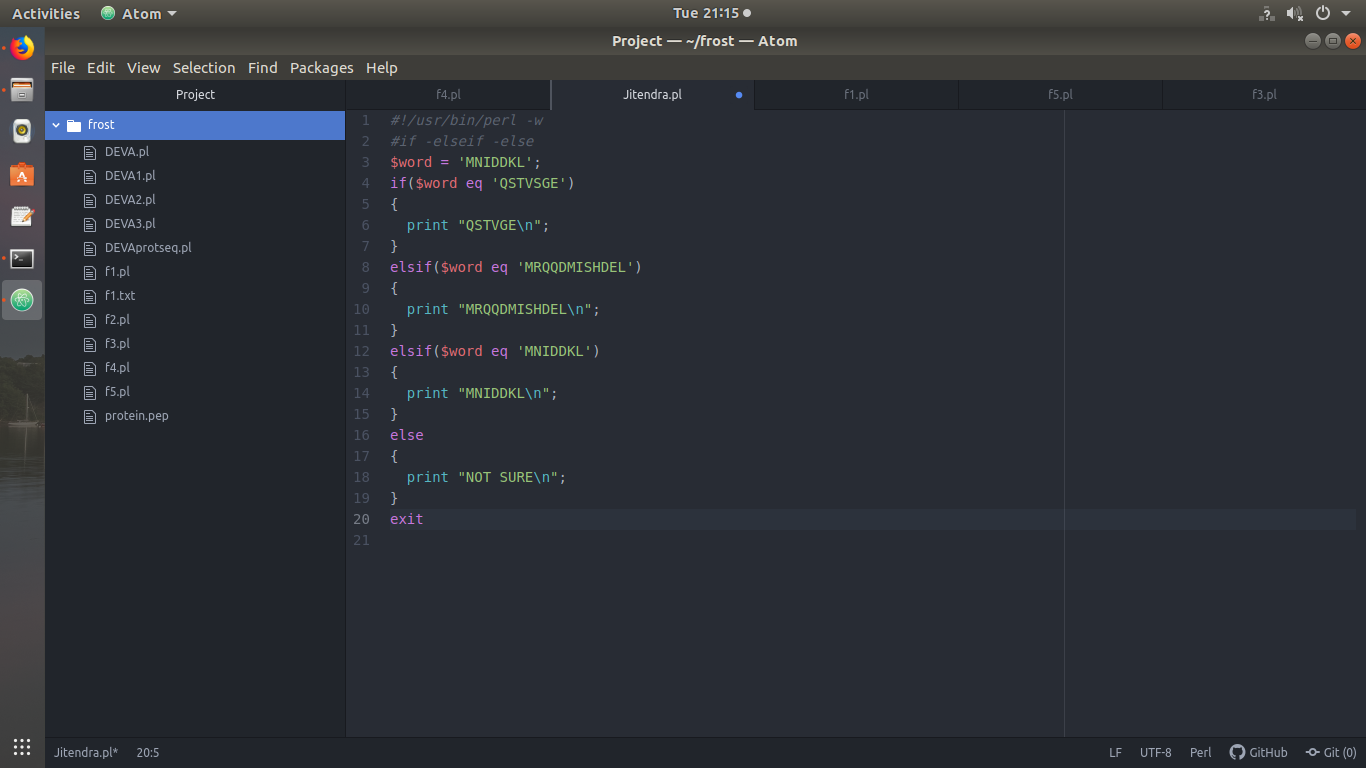 Activities Atom Tue 21:15
Project — ~/frost — Atom
File Edit View Selection Find Packages Help
Project f4.pl Jitendra.pl f1.pl f5.pl f3.pl
frost
DEVA.pl
DEVA1.pl
DEVA2.pl
DEVA3.pl
DEVAprotseq.pl
f1.pl
f1.txt
f2.pl
f3.pl
f4.pl
f5.pl
protein.pep
1 #!/usr/bin/perl -w
2 #if -elseif -else
3 $word = 'MNIDDKL';
4 if($word eq 'QSTVSGE')
5 {
6 print "QSTVGE\n";
7 }
8 elsif($word eq 'MRQQDMISHDEL')
9 {
10 print "MRQQDMISHDEL\n";
11 }
12 elsif($word eq 'MNIDDKL')
13 {
14 print "MNIDDKL\n";
15 }
16 else
17 {
18 print "NOT SURE\n";
19 }
20 exit
21
Jitendra.pl* 20:5 LF UTF-8 Perl GitHub Git (0)